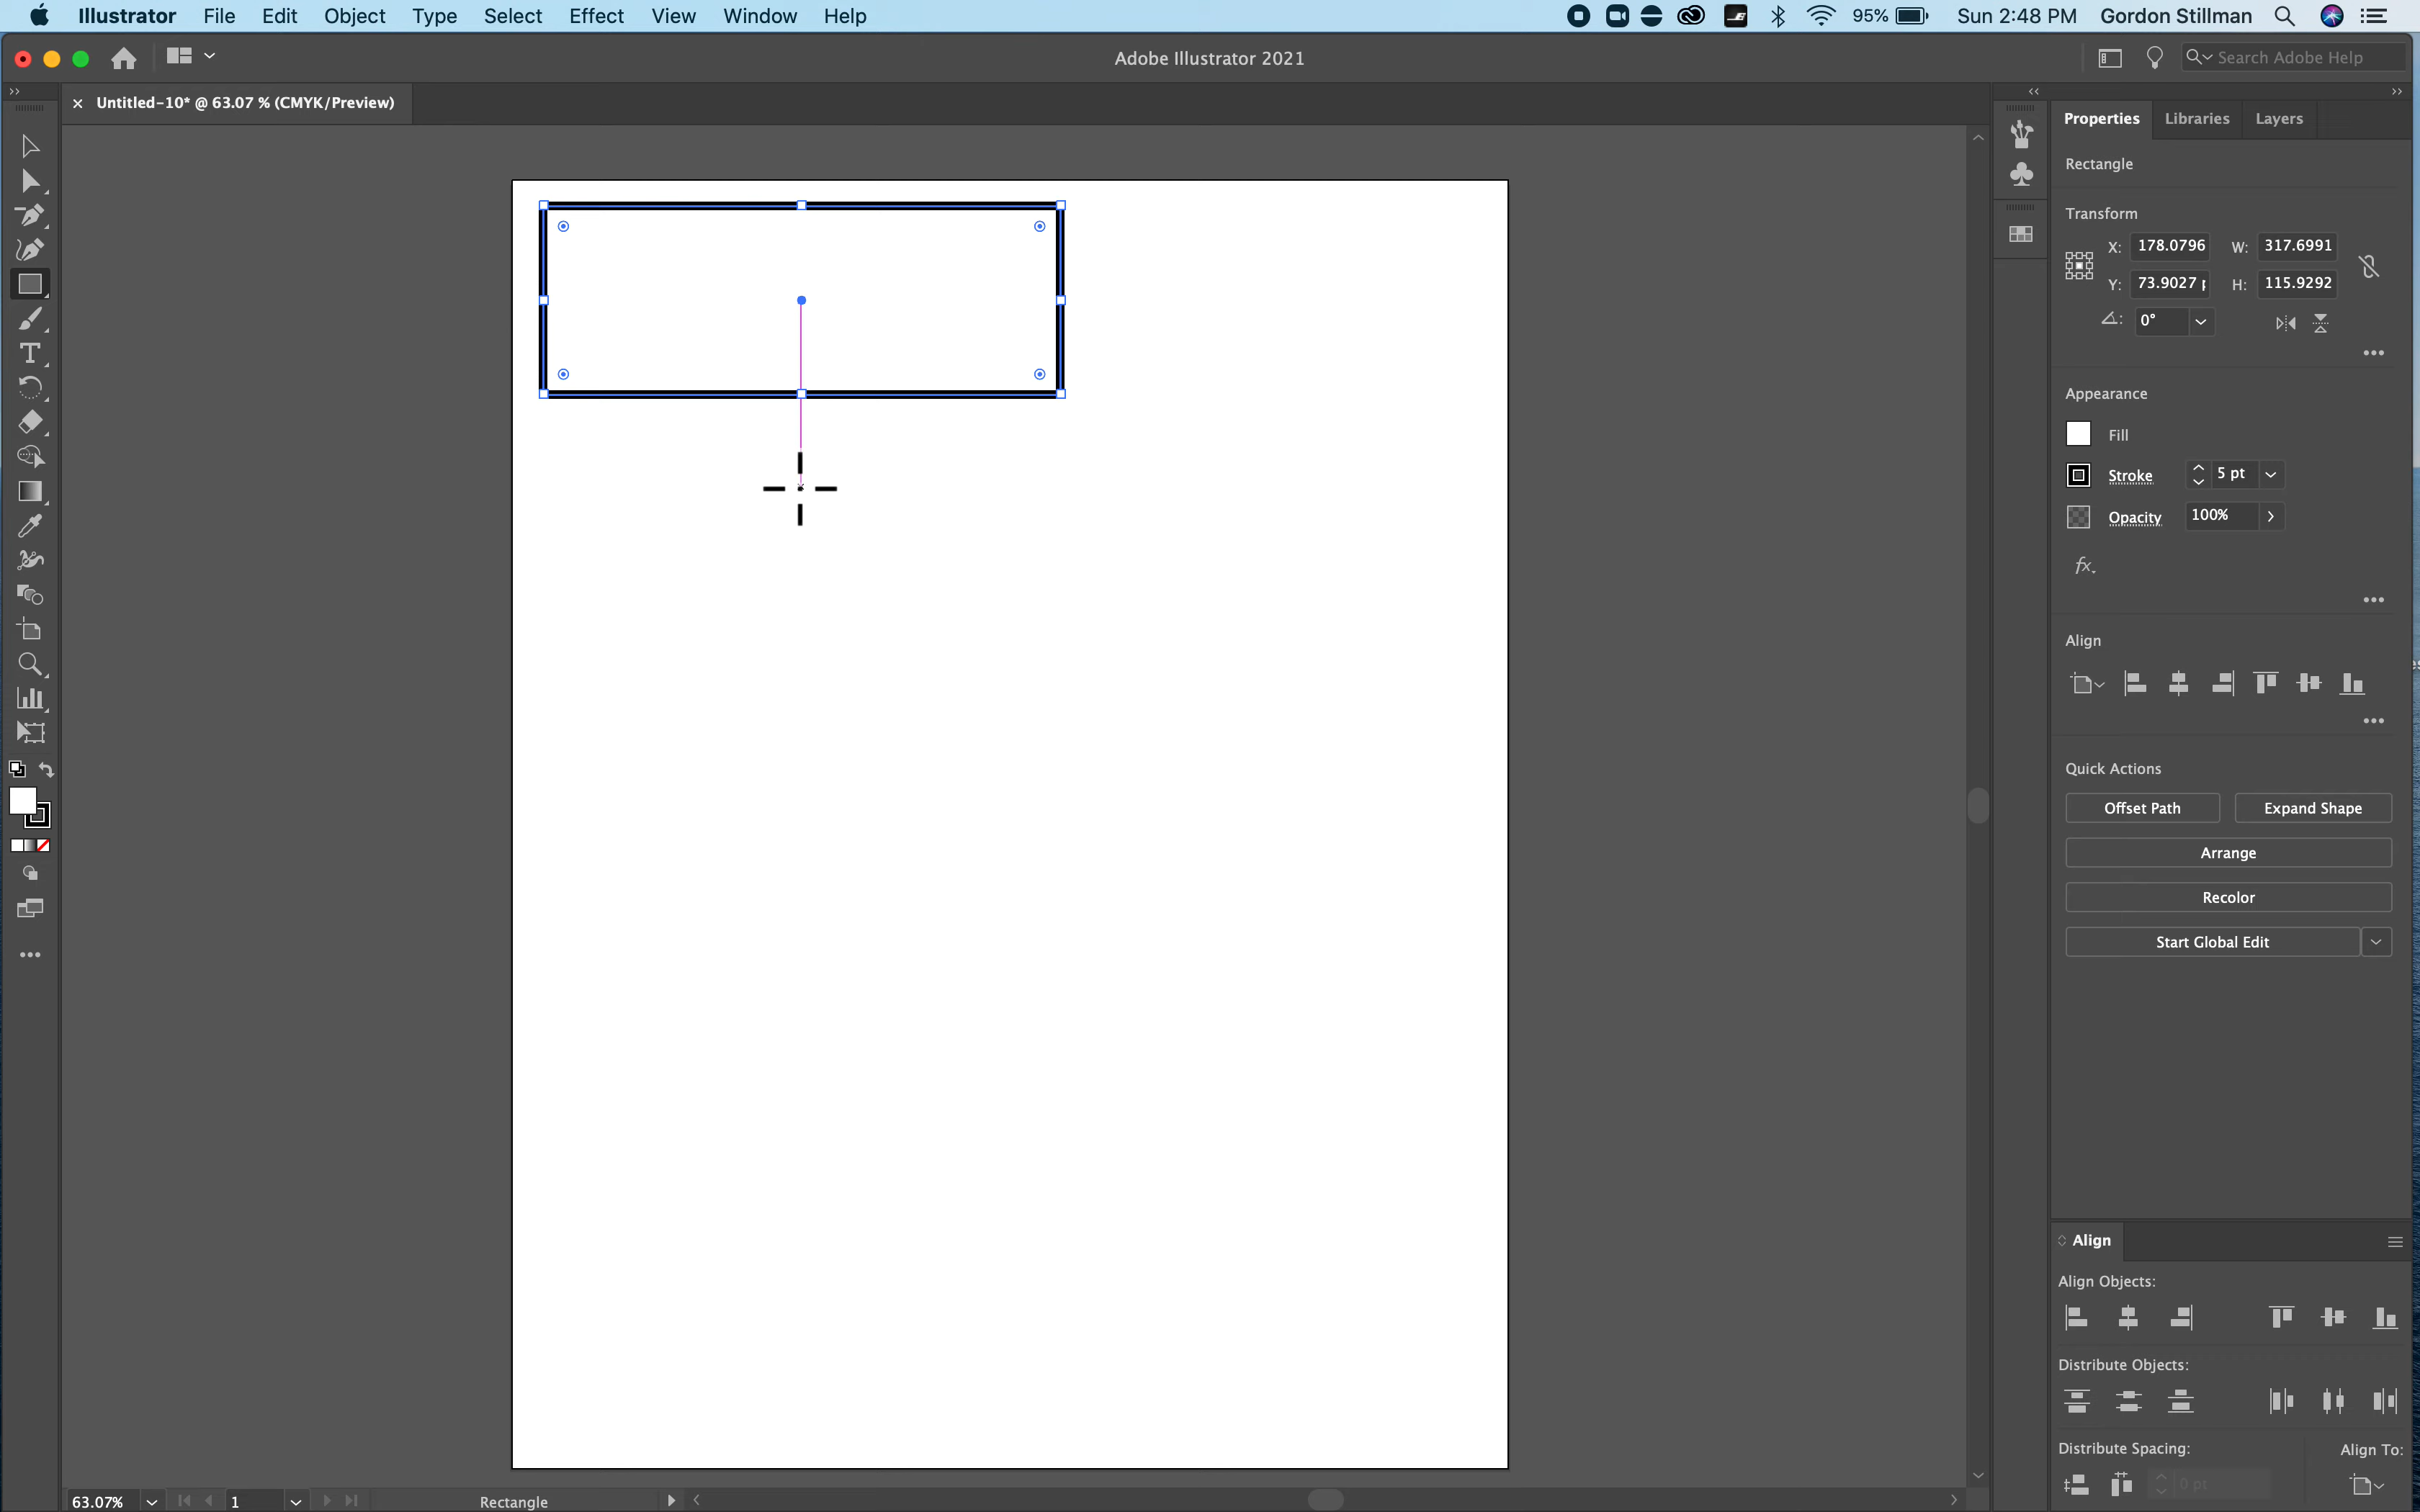 Illustrator File Edit Object Type Select Effect View Window Help 95% Sun 2:48 PM Gordon Stillman
Adobe Illustrator 2021 Search Adobe Help
Untitled-10* @ 63.07 % (CMYK/Preview)
Properties Libraries Layers
Rectangle
Transform
X: 178.0796 W: 317.6991
Y: 73.9027 H: 115.9292
0°
Appearance
Fill
Stroke 5 pt
Opacity 100%
fx.
Align
Quick Actions
Offset Path Expand Shape
Arrange
Recolor
Start Global Edit
Align
Align Objects:
Distribute Objects:
Distribute Spacing: Align To:
0 pt
63.07% 1 Rectangle